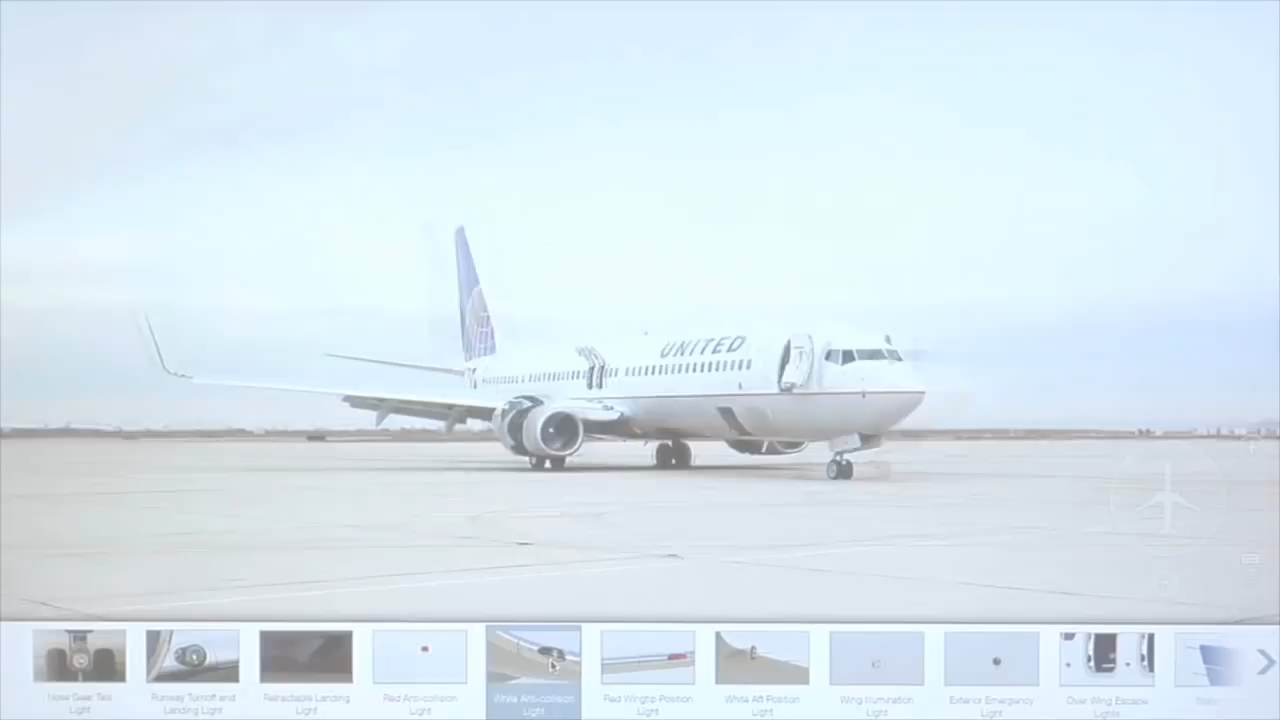 UNITED
Nose Gear Taxi
Light
Runway Turnoff and
Landing Light
Retractable Landing
Light
Red Anti-collision
Light
White Anti-collision
Light
Red Wingtip Position
Light
White Aft Position
Light
Wing Illumination
Light
Exterior Emergency
Light
Over Wing Escape
Lights